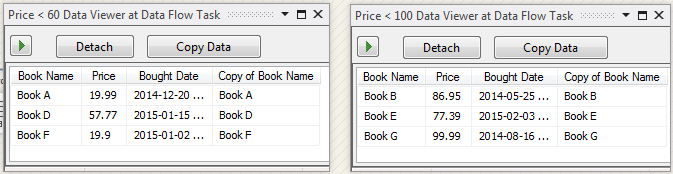 Price < 60 Data Viewer at Data Flow Task
Detach Copy Data
Book Name Price Bought Date Copy of Book Name
Book A 19.99 2014-12-20 ... Book A
Book D 57.77 2015-01-15 ... Book D
Book F 19.9 2015-01-02 ... Book F
Price < 100 Data Viewer at Data Flow Task
Detach Copy Data
Book Name Price Bought Date Copy of Book Name
Book B 86.95 2014-05-25 ... Book B
Book E 77.39 2015-02-03 ... Book E
Book G 99.99 2014-08-16 ... Book G